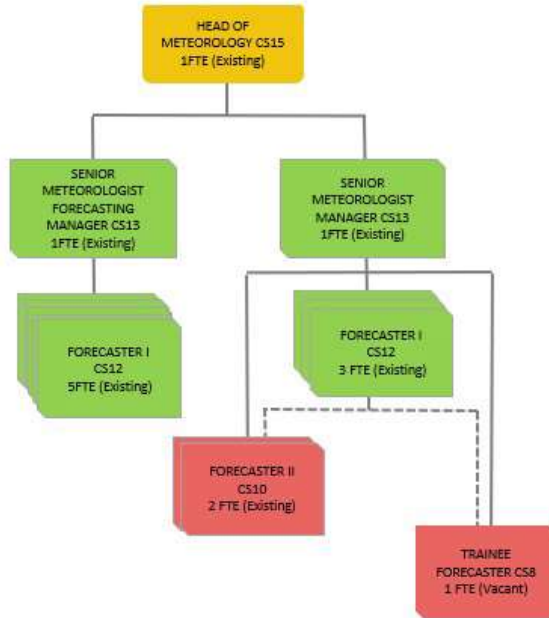 HEAD OF
METEOROLOGY CS15
1FTE (Existing)
SENIOR
METEOROLOGIST
FORECASTING
MANAGER CS13
1FTE (Existing)
SENIOR
METEOROLOGIST
MANAGER CS13
1FTE (Existing)
FORECASTER I
CS12
5FTE (Existing)
FORECASTER I
CS12
3 FTE (Existing)
FORECASTER II
CS10
2 FTE (Existing)
TRAINEE
FORECASTER CS8
1 FTE (Vacant)